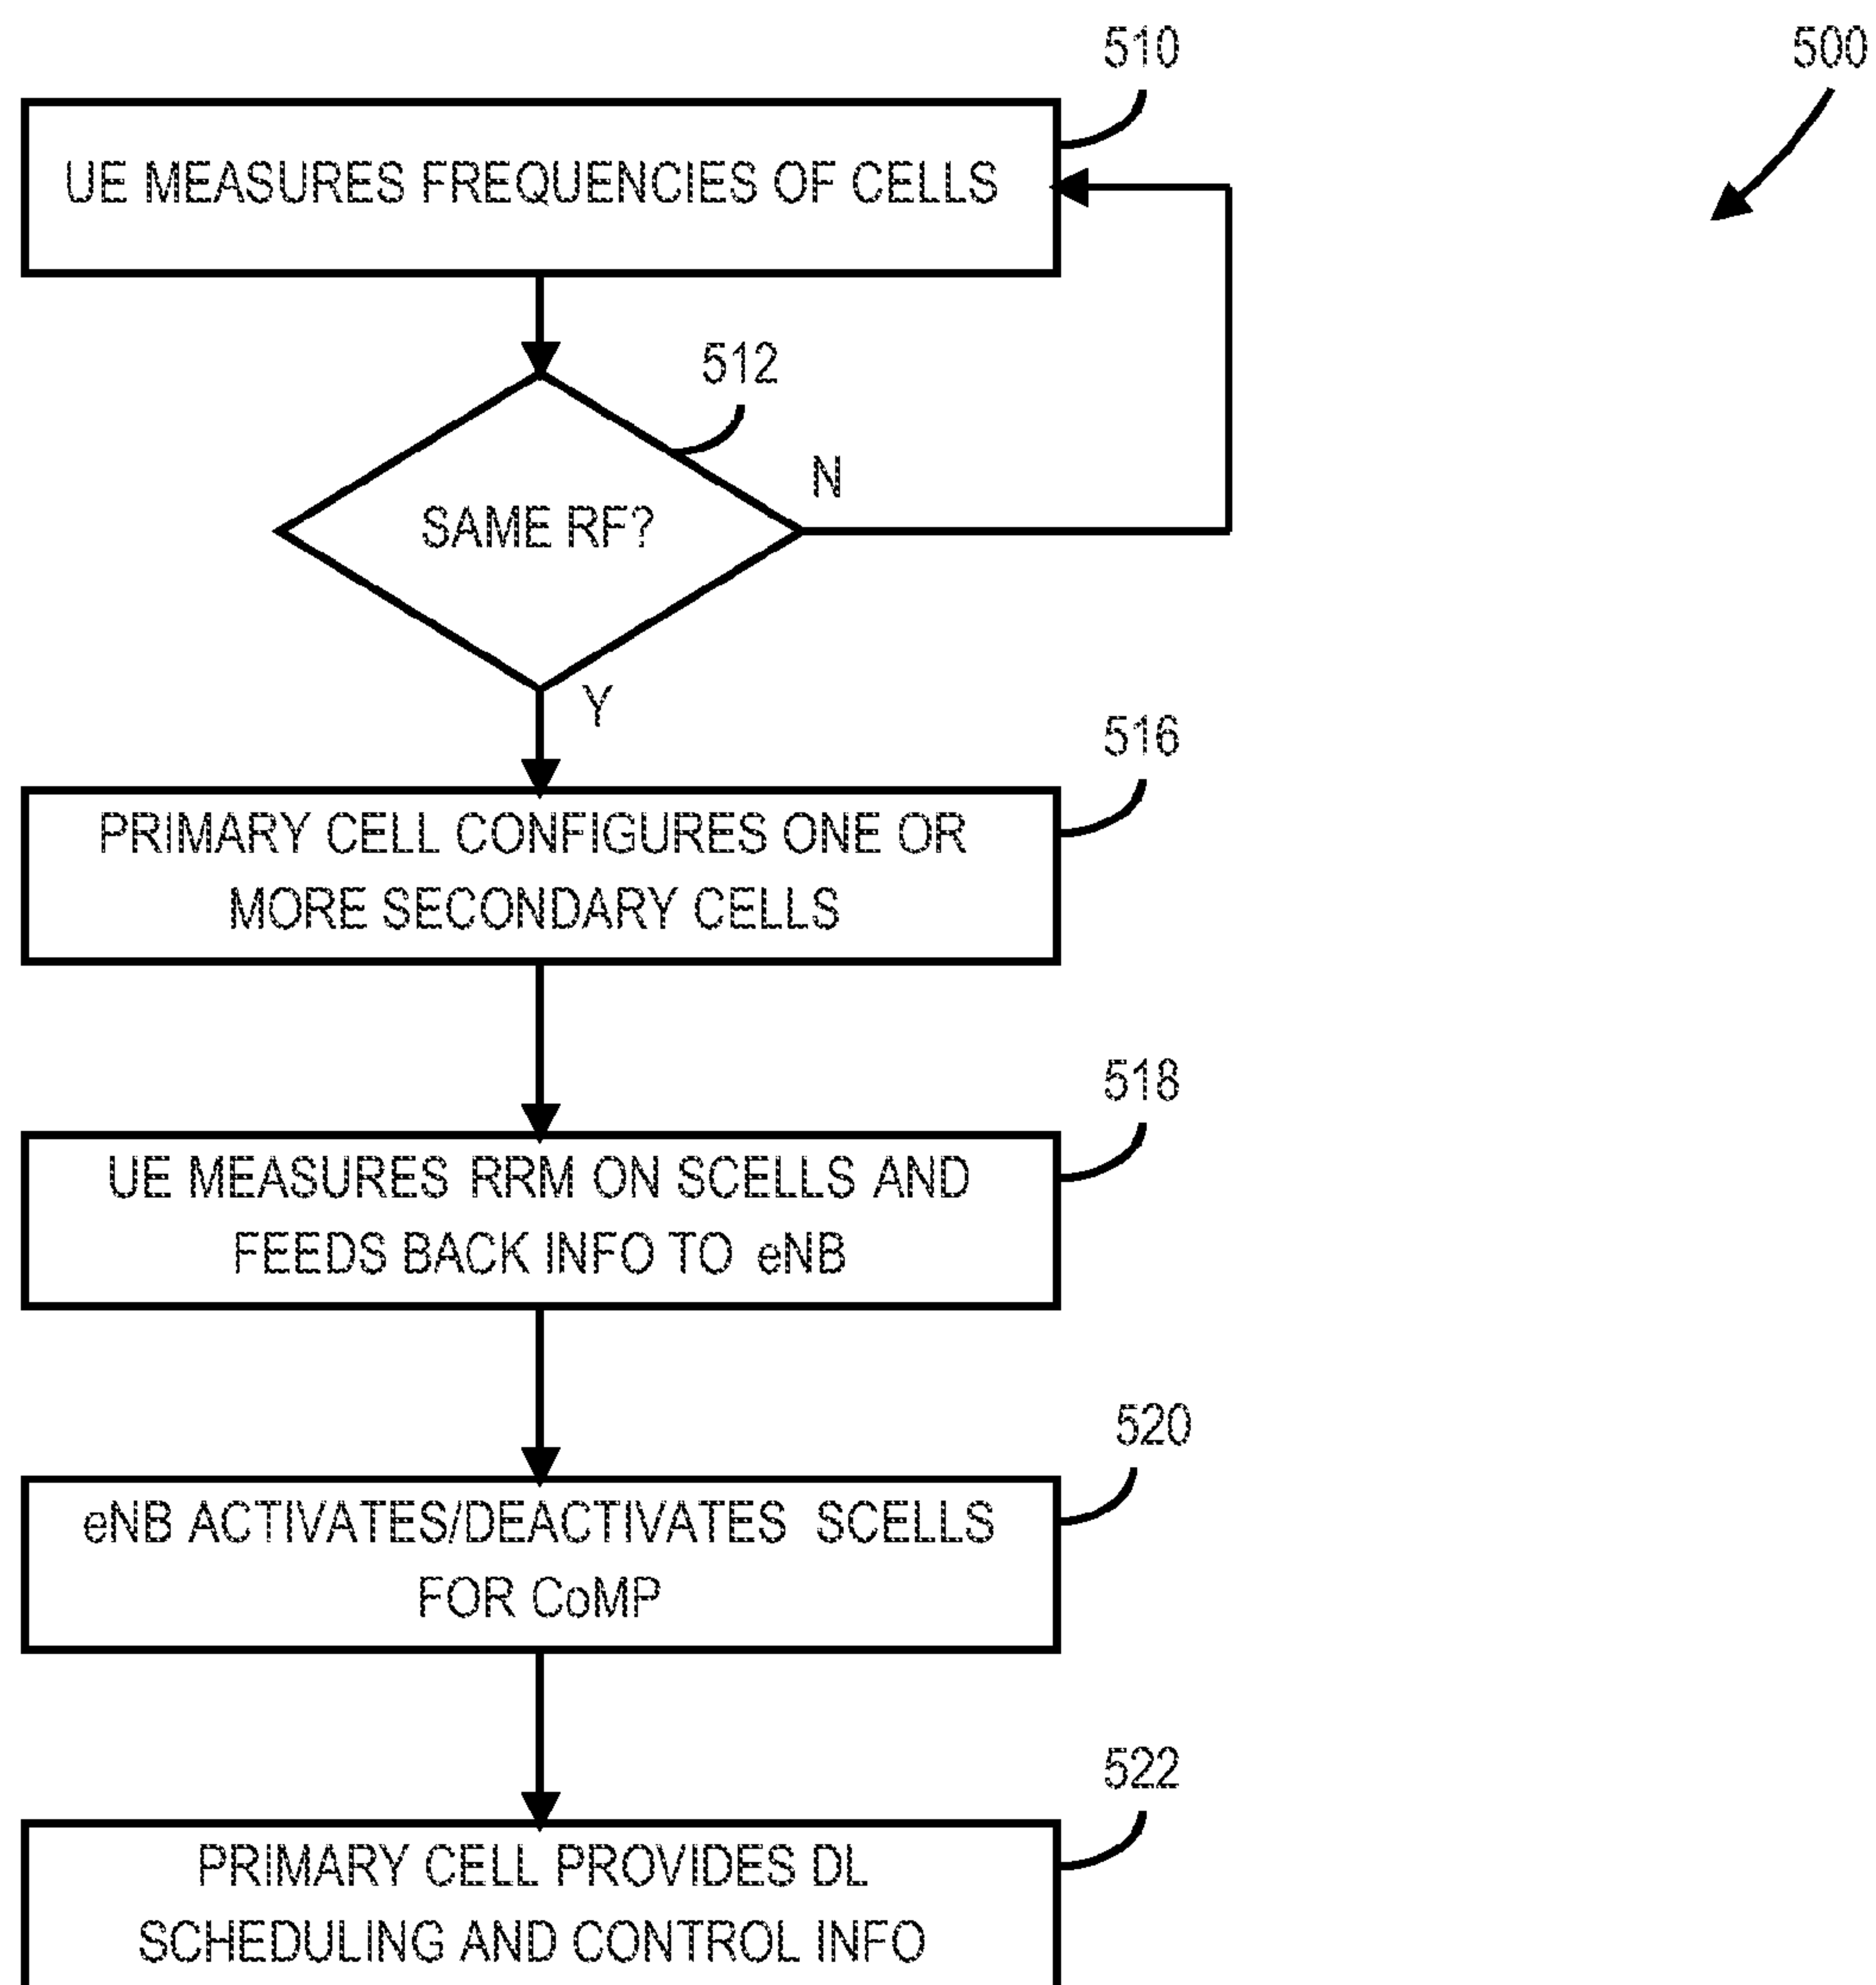 510
500
UE MEASURES FREQUENCIES OF CELLS
512
N
SAME RF?
Y
516
PRIMARY CELL CONFIGURES ONE OR
MORE SECONDARY CELLS
518
UE MEASURES RRM ON SCELLS AND
FEEDS BACK INFO TO eNB
520
eNB ACTIVATES/DEACTIVATES SCELLS
FOR CoMP
522
PRIMARY CELL PROVIDES DL
SCHEDULING AND CONTROL INFO